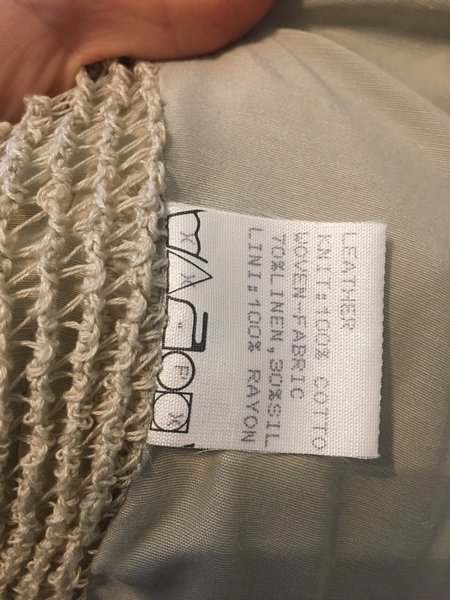 LEATHER
KNIT:100% COTTO
WOVEN-FABRIC
70%LINEN,30%SIL
LINI:100% RAYON
P